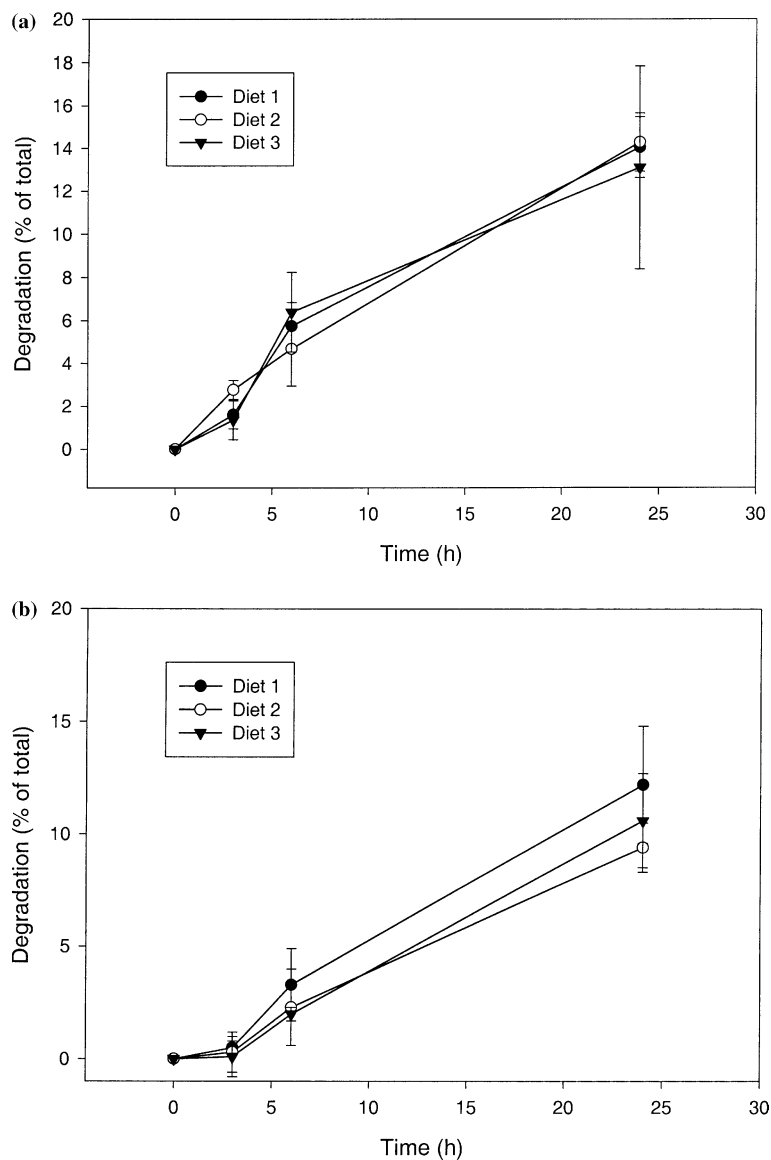 (a)
20
18
16
14
12
10
8
6
4
2
0
Degradation (% of total)
Diet 1
Diet 2
Diet 3
0 5 10 15 20 25 30
Time (h)
(b)
20
15
10
5
0
Degradation (% of total)
Diet 1
Diet 2
Diet 3
0 5 10 15 20 25 30
Time (h)